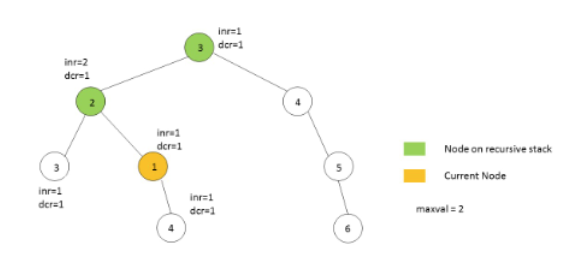 inr=1
3
dcr=1
inr=2
dcr=1
2
4
inr=1
dcr=1
3
1
5
inr=1
dcr=1
inr=1
dcr=1
4
6
Node on recursive stack
Current Node
maxval = 2